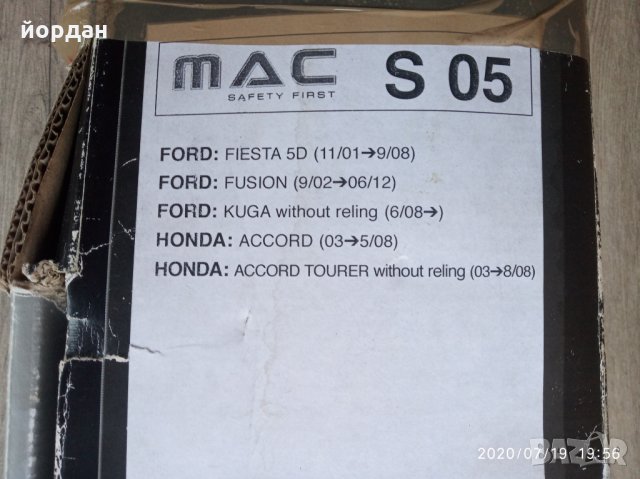 йордан
MAC S 05
SAFETY FIRST
FORD: FIESTA 5D (11/01➔9/08)
FORD: FUSION (9/02➔06/12)
FORD: KUGA without reling (6/08➔)
HONDA: ACCORD (03➔5/08)
HONDA: ACCORD TOURER without reling (03➔8/08)
2020/07/19 19:56
BAZAR